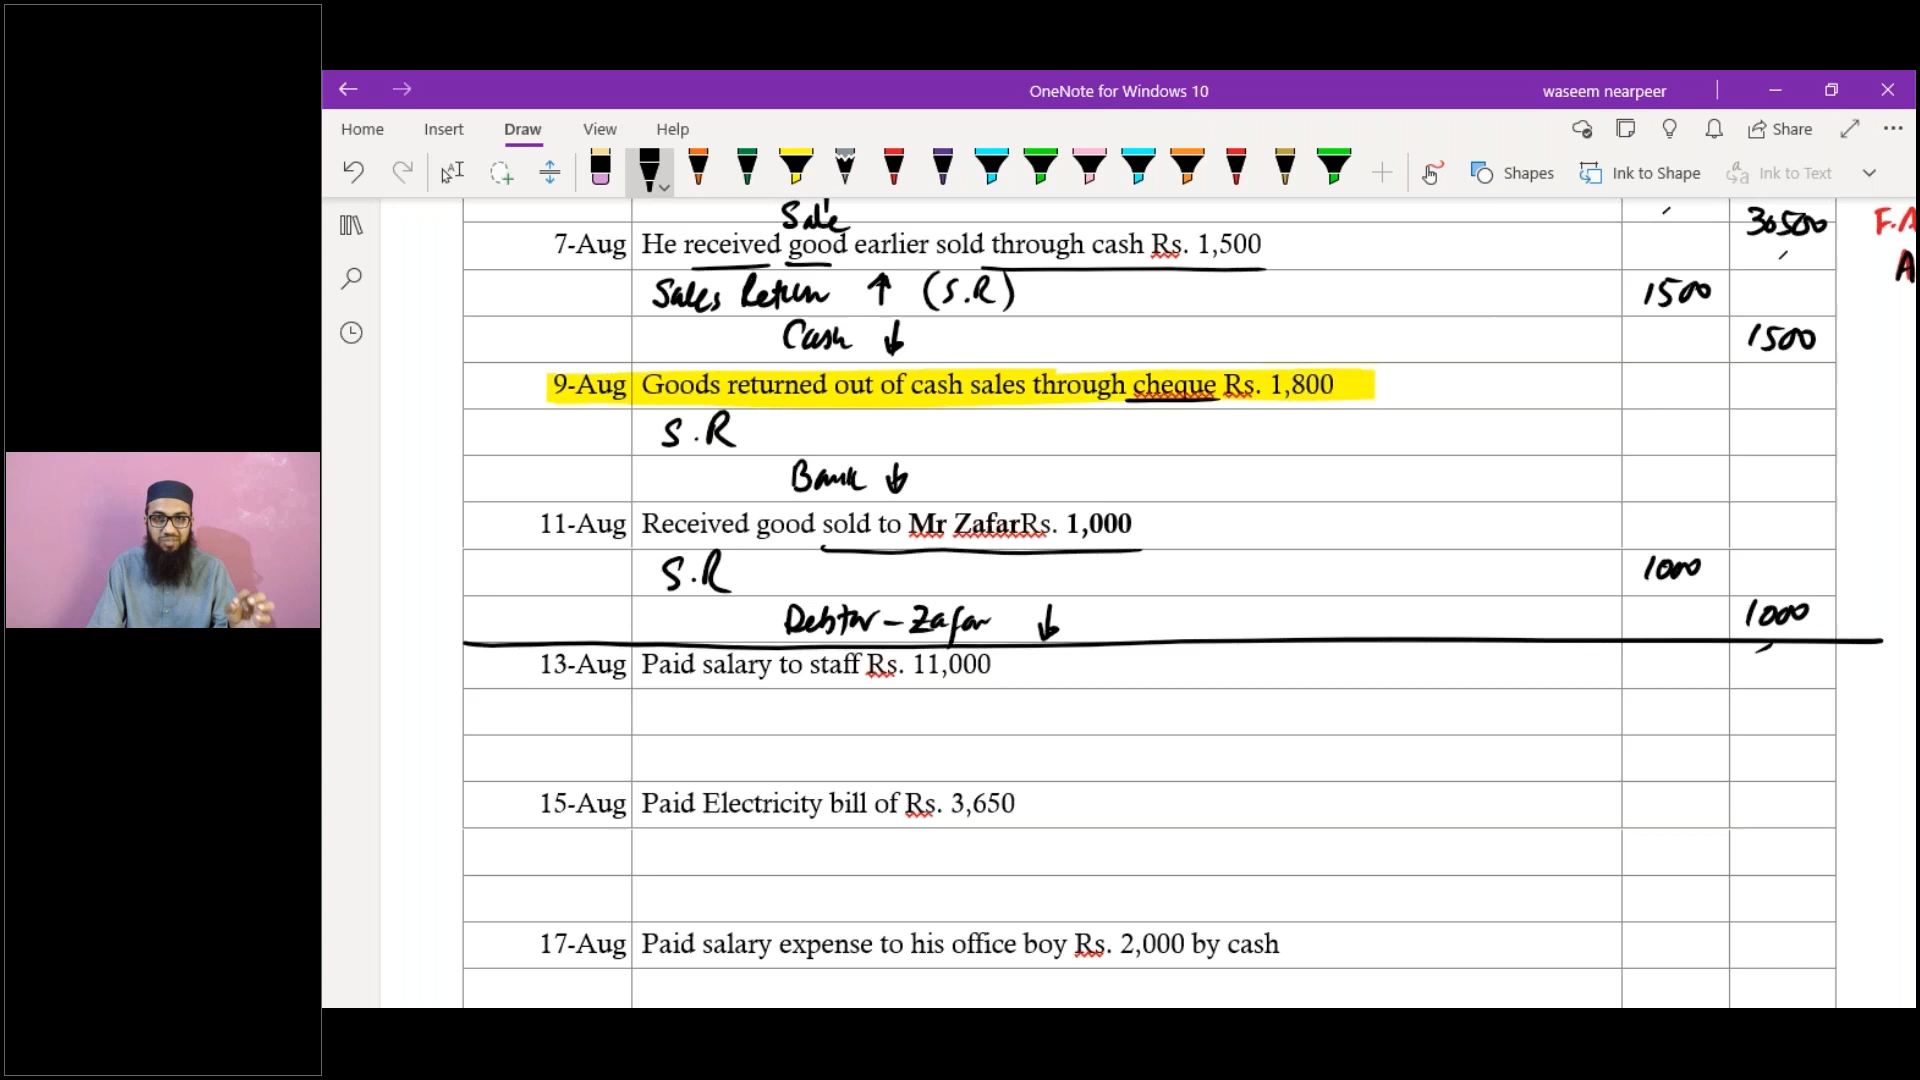 OneNote for Windows 10
waseem nearpeer
Home Insert Draw View Help
Share
Shapes
Ink to Shape
Ink to Text
Sale
30500
F.A
7-Aug He received good earlier sold through cash Rs. 1,500
A
Sales Return ↑ (S.R) 1500
Cash ↓ 1500
9-Aug Goods returned out of cash sales through cheque Rs. 1,800
S.R
Bank ↓
11-Aug Received good sold to Mr ZafarRs. 1,000
S.R 1000
Debtor - Zafar ↓ 1000
13-Aug Paid salary to staff Rs. 11,000
15-Aug Paid Electricity bill of Rs. 3,650
17-Aug Paid salary expense to his office boy Rs. 2,000 by cash